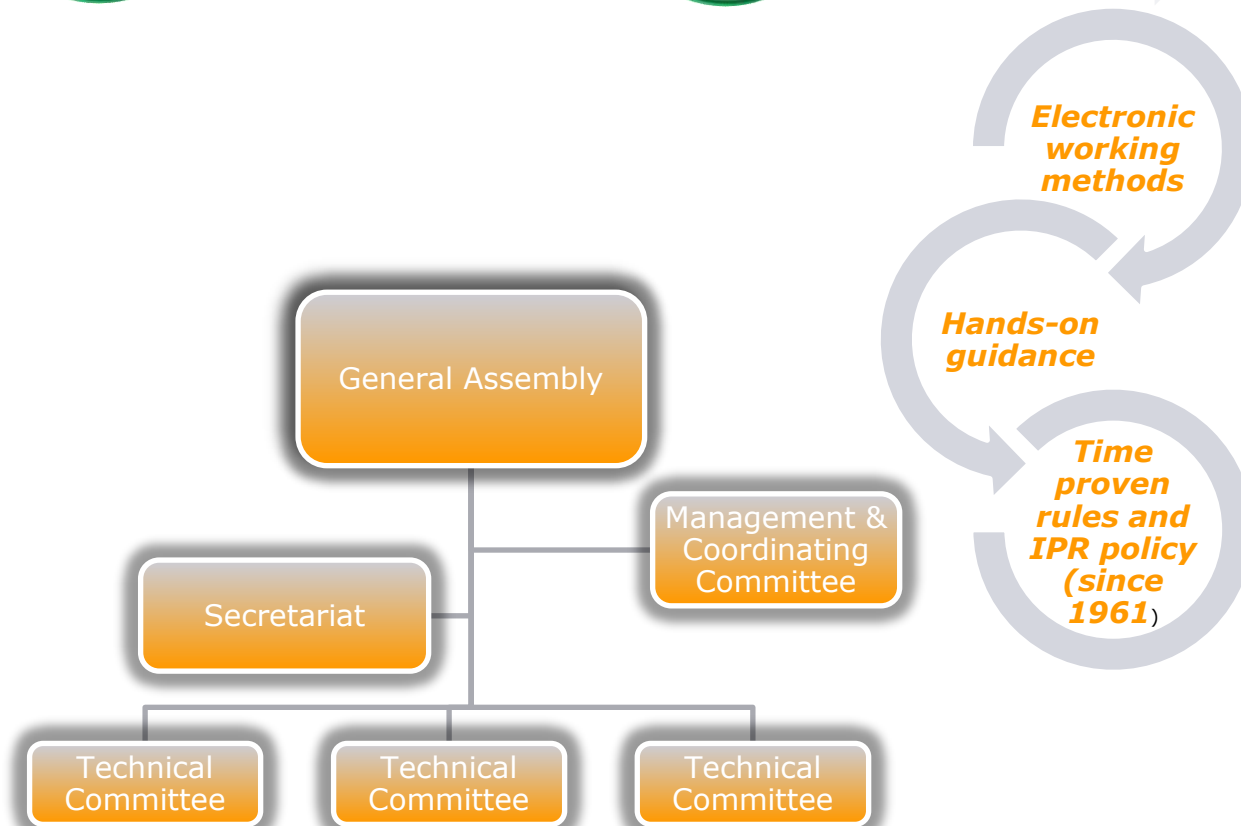 Electronic
working
methods
Hands-on
guidance
Time
proven
rules and
IPR policy
(since
1961)
General Assembly
Management &
Coordinating
Committee
Secretariat
Technical
Committee
Technical
Committee
Technical
Committee